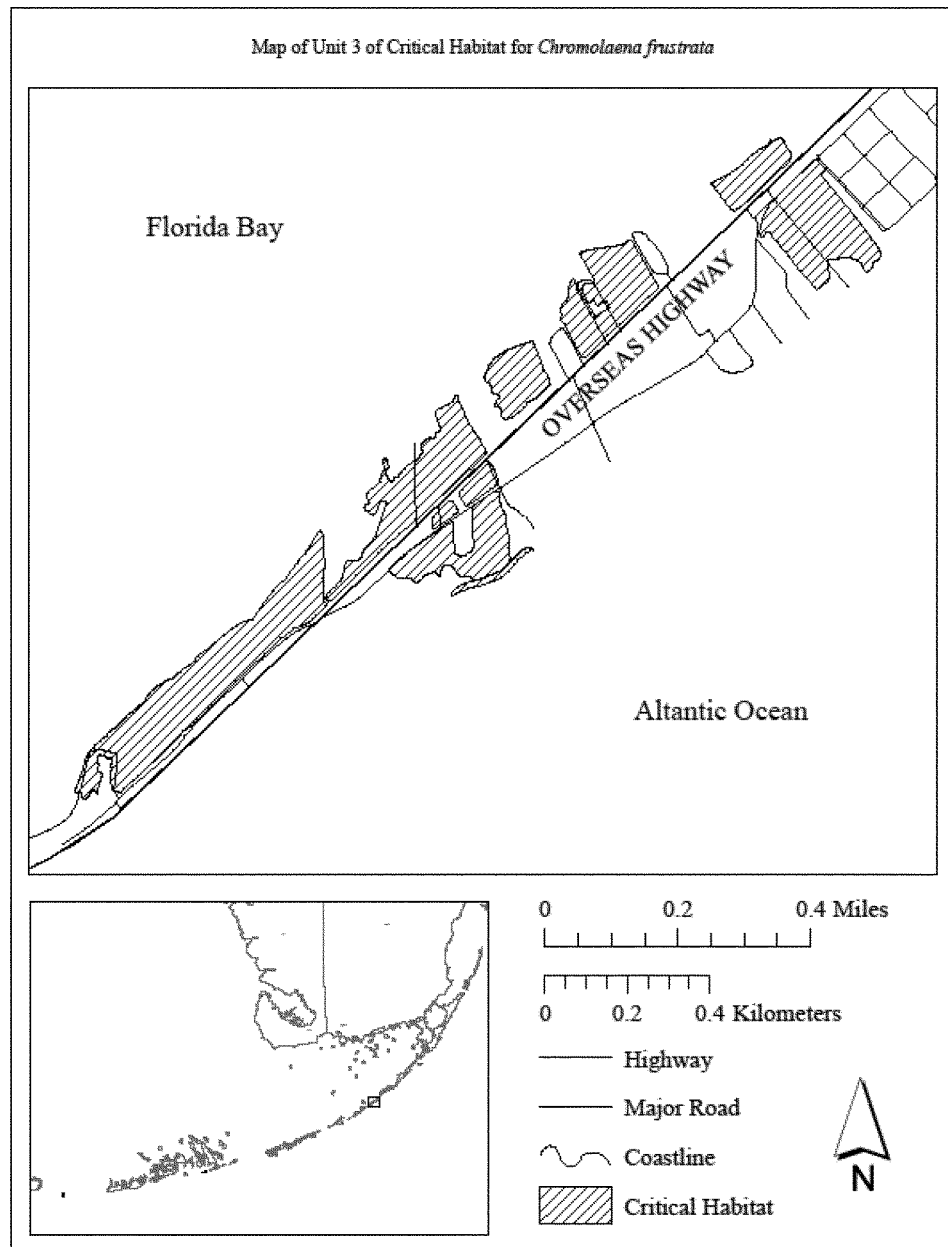 Map of Unit 3 of Critical Habitat for Chromolaena frustrata
Florida Bay
OVERSEAS HIGHWAY
Altantic Ocean
0 0.2 0.4 Miles
0 0.2 0.4 Kilometers
Highway
Major Road
Coastline
Critical Habitat
N